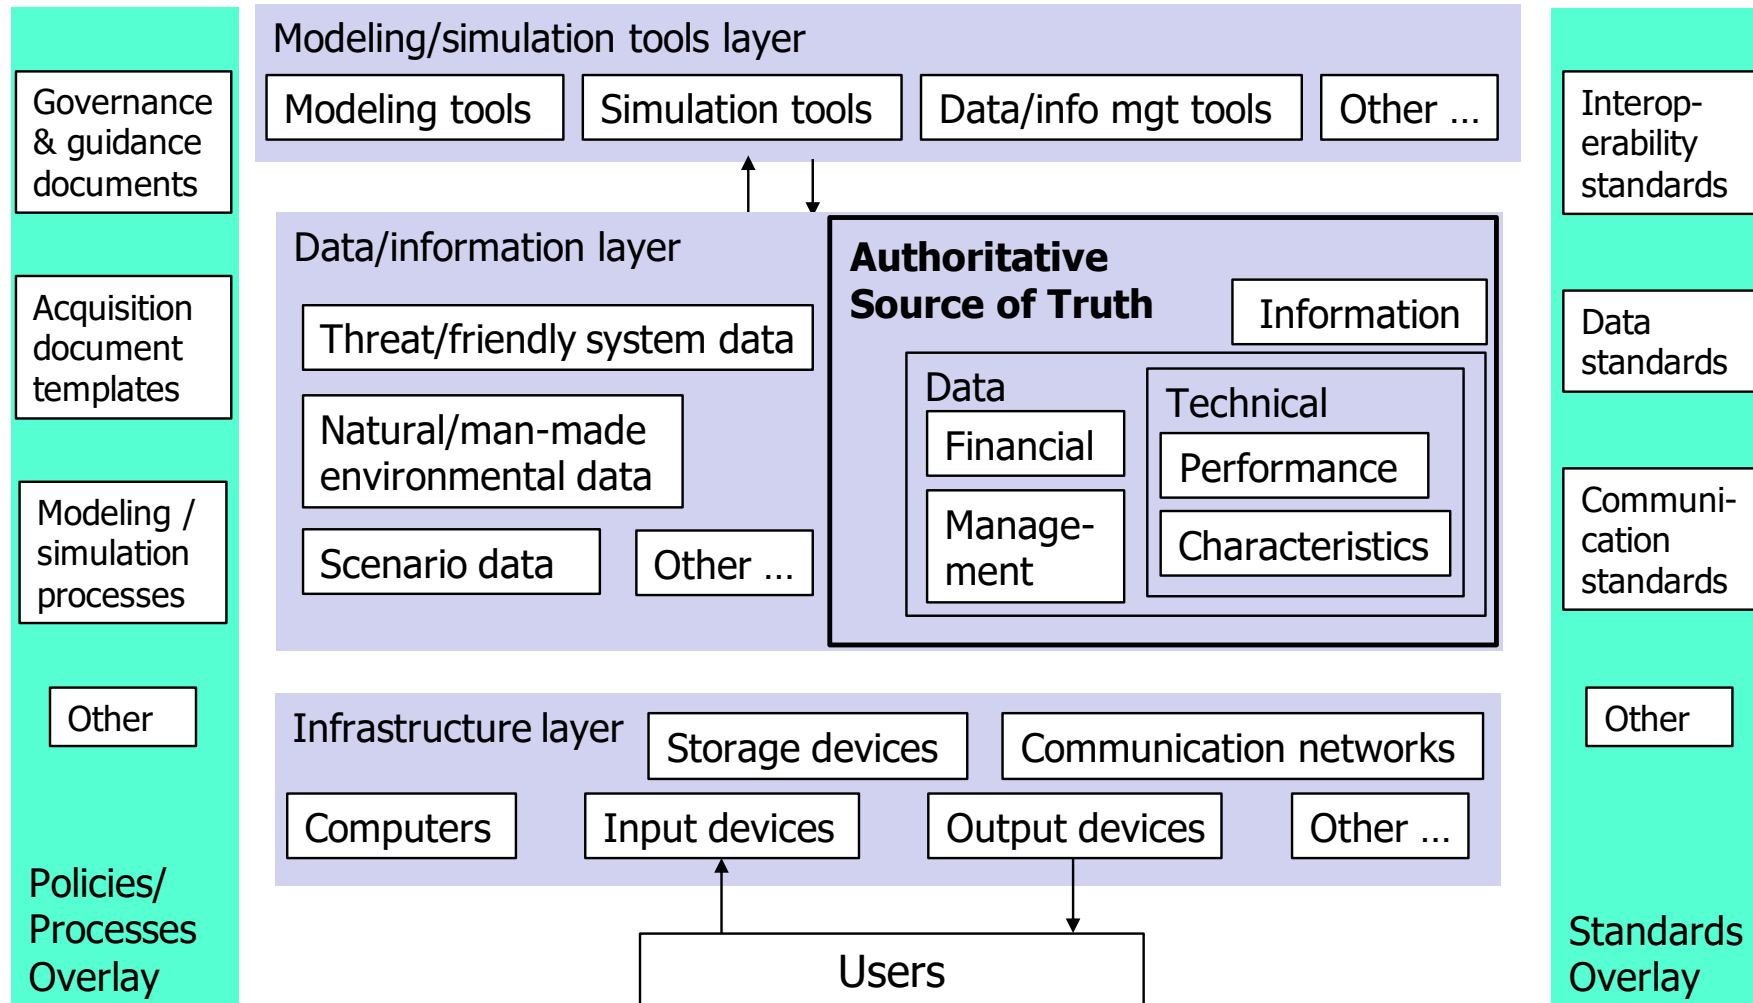 Modeling/simulation tools layer
Modeling tools
Simulation tools
Data/info mgt tools
Other ...
Governance
& guidance
documents
Acquisition
document
templates
Modeling /
simulation
processes
Other
Policies/
Processes
Overlay
Data/information layer
Threat/friendly system data
Natural/man-made
environmental data
Scenario data
Other ...
Authoritative
Source of Truth
Information
Data
Financial
Manage-
ment
Technical
Performance
Characteristics
Infrastructure layer
Storage devices
Communication networks
Computers
Input devices
Output devices
Other ...
Users
Interop-
erability
standards
Data
standards
Communi-
cation
standards
Other
Standards
Overlay